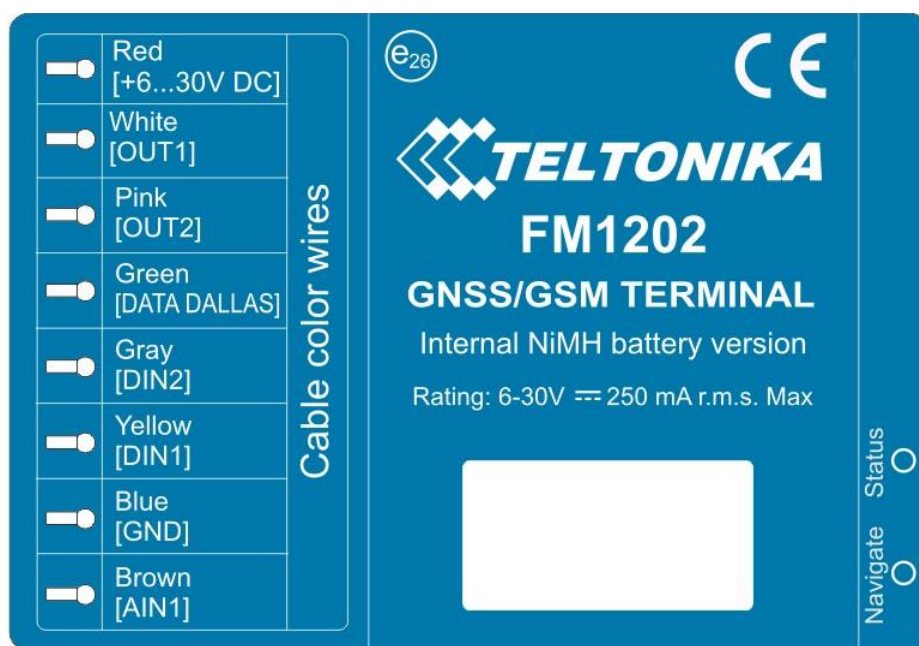 Red
[+6...30V DC]
White
[OUT1]
Pink
[OUT2]
Green
[DATA DALLAS]
Gray
[DIN2]
Yellow
[DIN1]
Blue
[GND]
Brown
[AIN1]
Cable color wires
e26
CE
TELTONIKA
FM1202
GNSS/GSM TERMINAL
Internal NiMH battery version
Rating: 6-30V ⎓ 250 mA r.m.s. Max
Status
Navigate